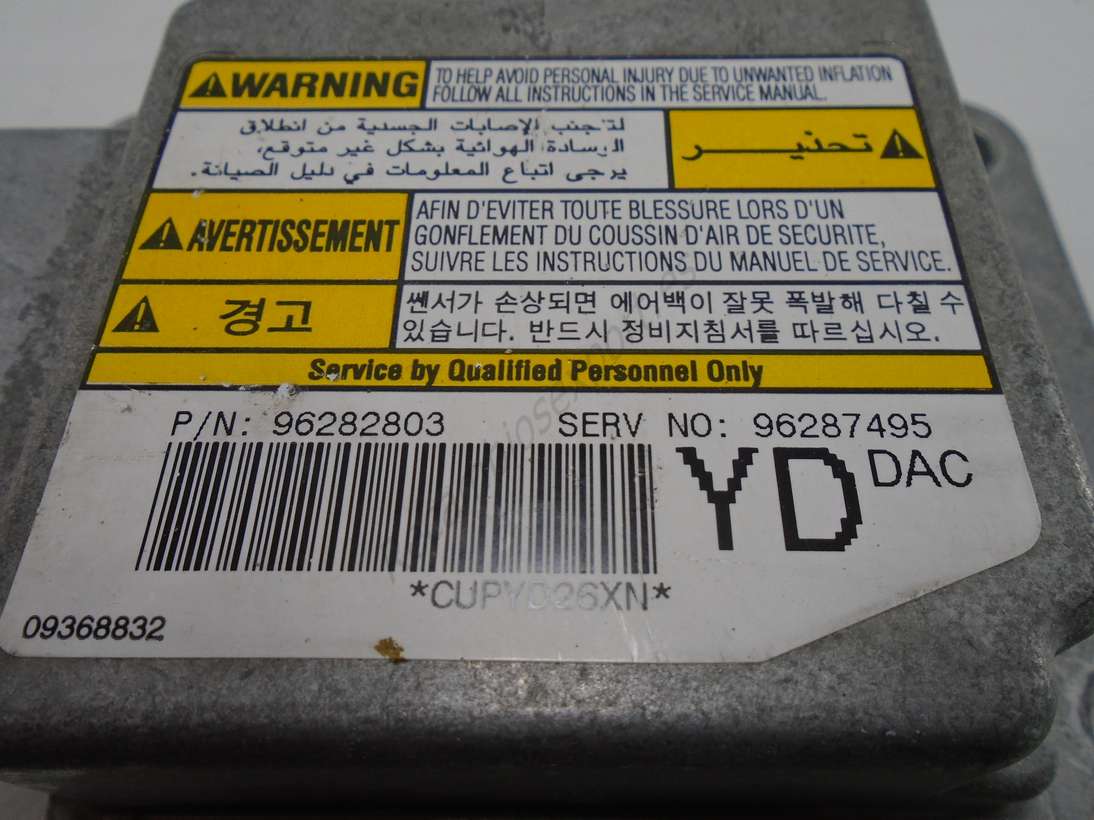 WARNING
TO HELP AVOID PERSONAL INJURY DUE TO UNWANTED INFLATION
FOLLOW ALL INSTRUCTIONS IN THE SERVICE MANUAL.
تحذير
لتجنب الإصابات الجسدية من انطلاق
الوسادة الهوائية بشكل غير متوقع،
يرجى اتباع المعلومات في دليل الصيانة.
AVERTISSEMENT
AFIN D'EVITER TOUTE BLESSURE LORS D'UN
GONFLEMENT DU COUSSIN D'AIR DE SECURITE,
SUIVRE LES INSTRUCTIONS DU MANUEL DE SERVICE.
경고
쎈서가 손상되면 에어백이 잘못 폭발해 다칠 수
있습니다. 반드시 정비지침서를 따르십시오.
Service by Qualified Personnel Only
P/N: 96282803 SERV NO: 96287495
YD DAC
*CUPYD26XN*
09368832